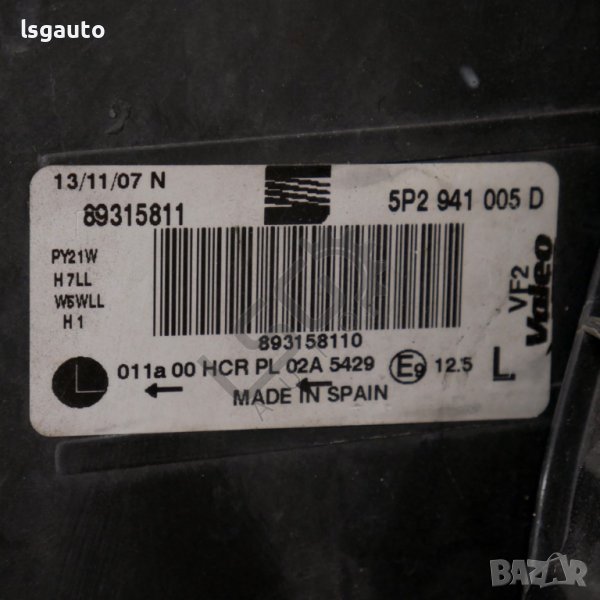 lsgauto
13/11/07 N
89315811
5P2 941 005 D
PY21W
H7LL
W5WLL
H1
893158110
VF2
Valeo
L
011a 00 HCR PL 02A 5429 E9 12.5 L
MADE IN SPAIN
BAZAR